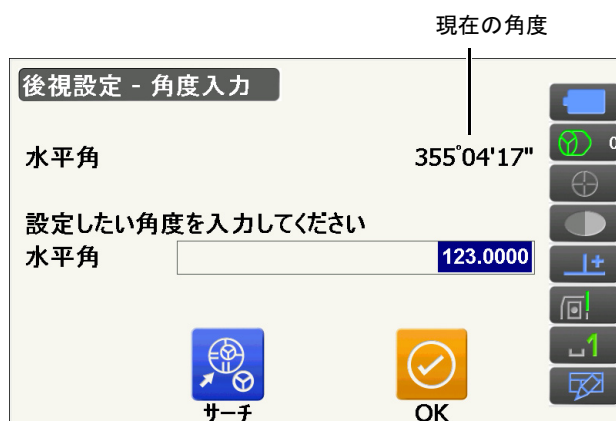 現在の角度
後視設定 - 角度入力
水平角 355°04'17"
設定したい角度を入力してください
水平角 123.0000
サーチ OK
0
1